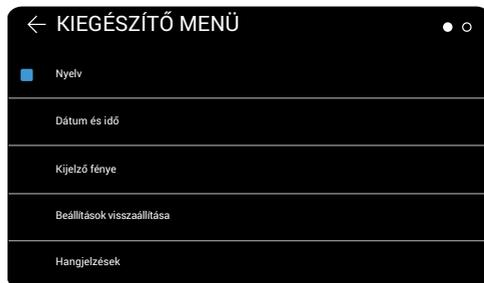 KIEGÉSZÍTŐ MENÜ
Nyelv
Dátum és idő
Kijelző fénye
Beállítások visszaállítása
Hangjelzések